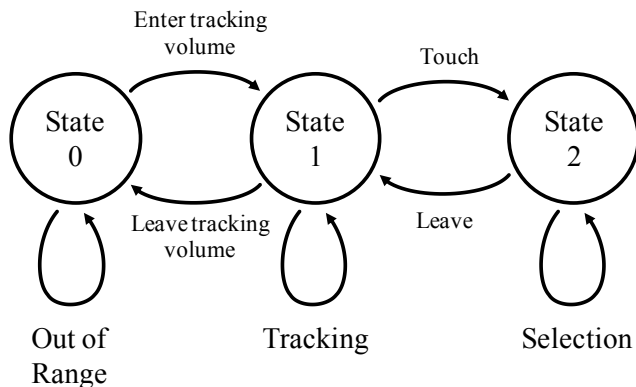 Enter tracking
volume
Touch
State
0
State
1
State
2
Leave tracking
volume
Leave
Out of
Range
Tracking
Selection